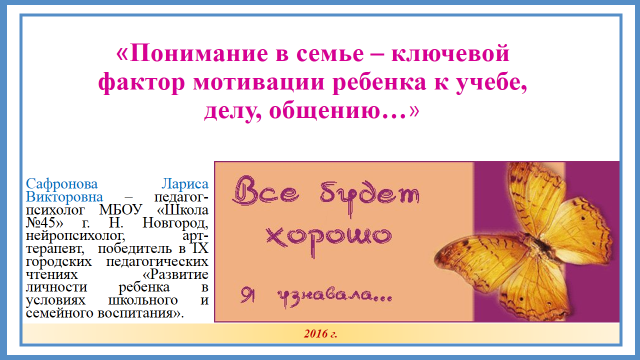 «Понимание в семье – ключевой
фактор мотивации ребенка к учебе,
делу, общению…»
Сафронова Лариса
Викторовна – педагог-
психолог МБОУ «Школа
№45» г. Н. Новгород,
нейропсихолог, арт-
терапевт, победитель в IX
городских педагогических
чтениях «Развитие
личности ребенка в
условиях школьного и
семейного воспитания».
Все будет
хорошо
Я узнавала...
2016 г.